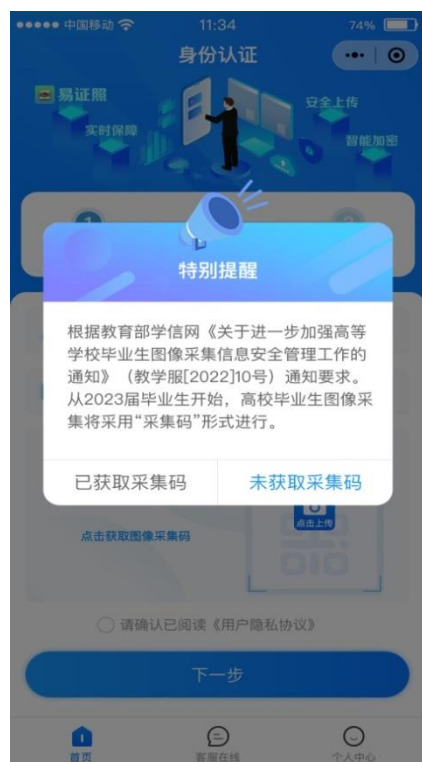 中国移动 11:34 74%
身份认证
易证照
安全上传
实时保障
智能加密
特别提醒
根据教育部学信网《关于进一步加强高等
学校毕业生图像采集信息安全管理工作的
通知》（教学服[2022]10号）通知要求。
从2023届毕业生开始，高校毕业生图像采
集将采用“采集码”形式进行。
已获取采集码 未获取采集码
点击上传
点击获取图像采集码
请确认已阅读《用户隐私协议》
下一步
首页 客服在线 个人中心